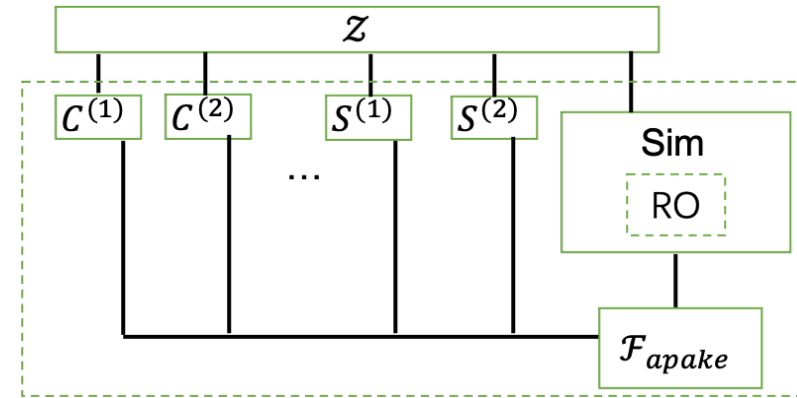 𝒵
C⁽¹⁾ C⁽²⁾ S⁽¹⁾ S⁽²⁾
Sim
...
RO
ℱ_apake